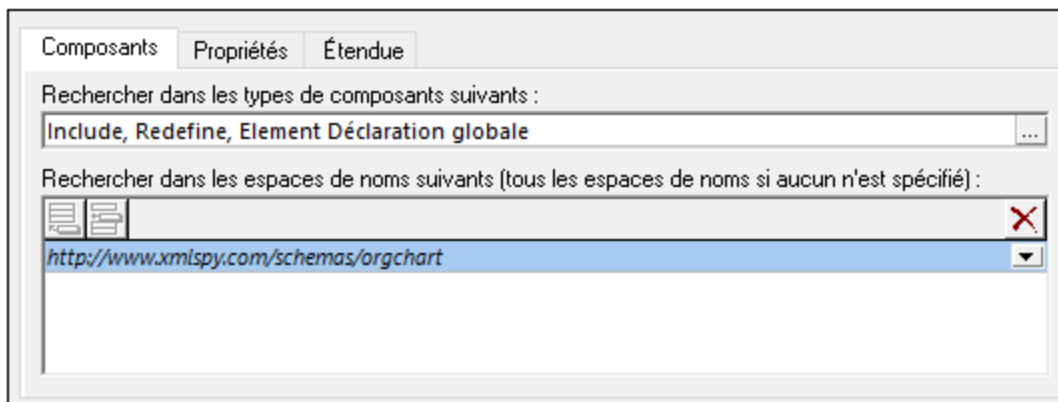 Composants Propriétés Étendue
Rechercher dans les types de composants suivants :
Include, Redefine, Element Déclaration globale ...
Rechercher dans les espaces de noms suivants (tous les espaces de noms si aucun n'est spécifié) :
http://www.xmlspy.com/schemas/orgchart